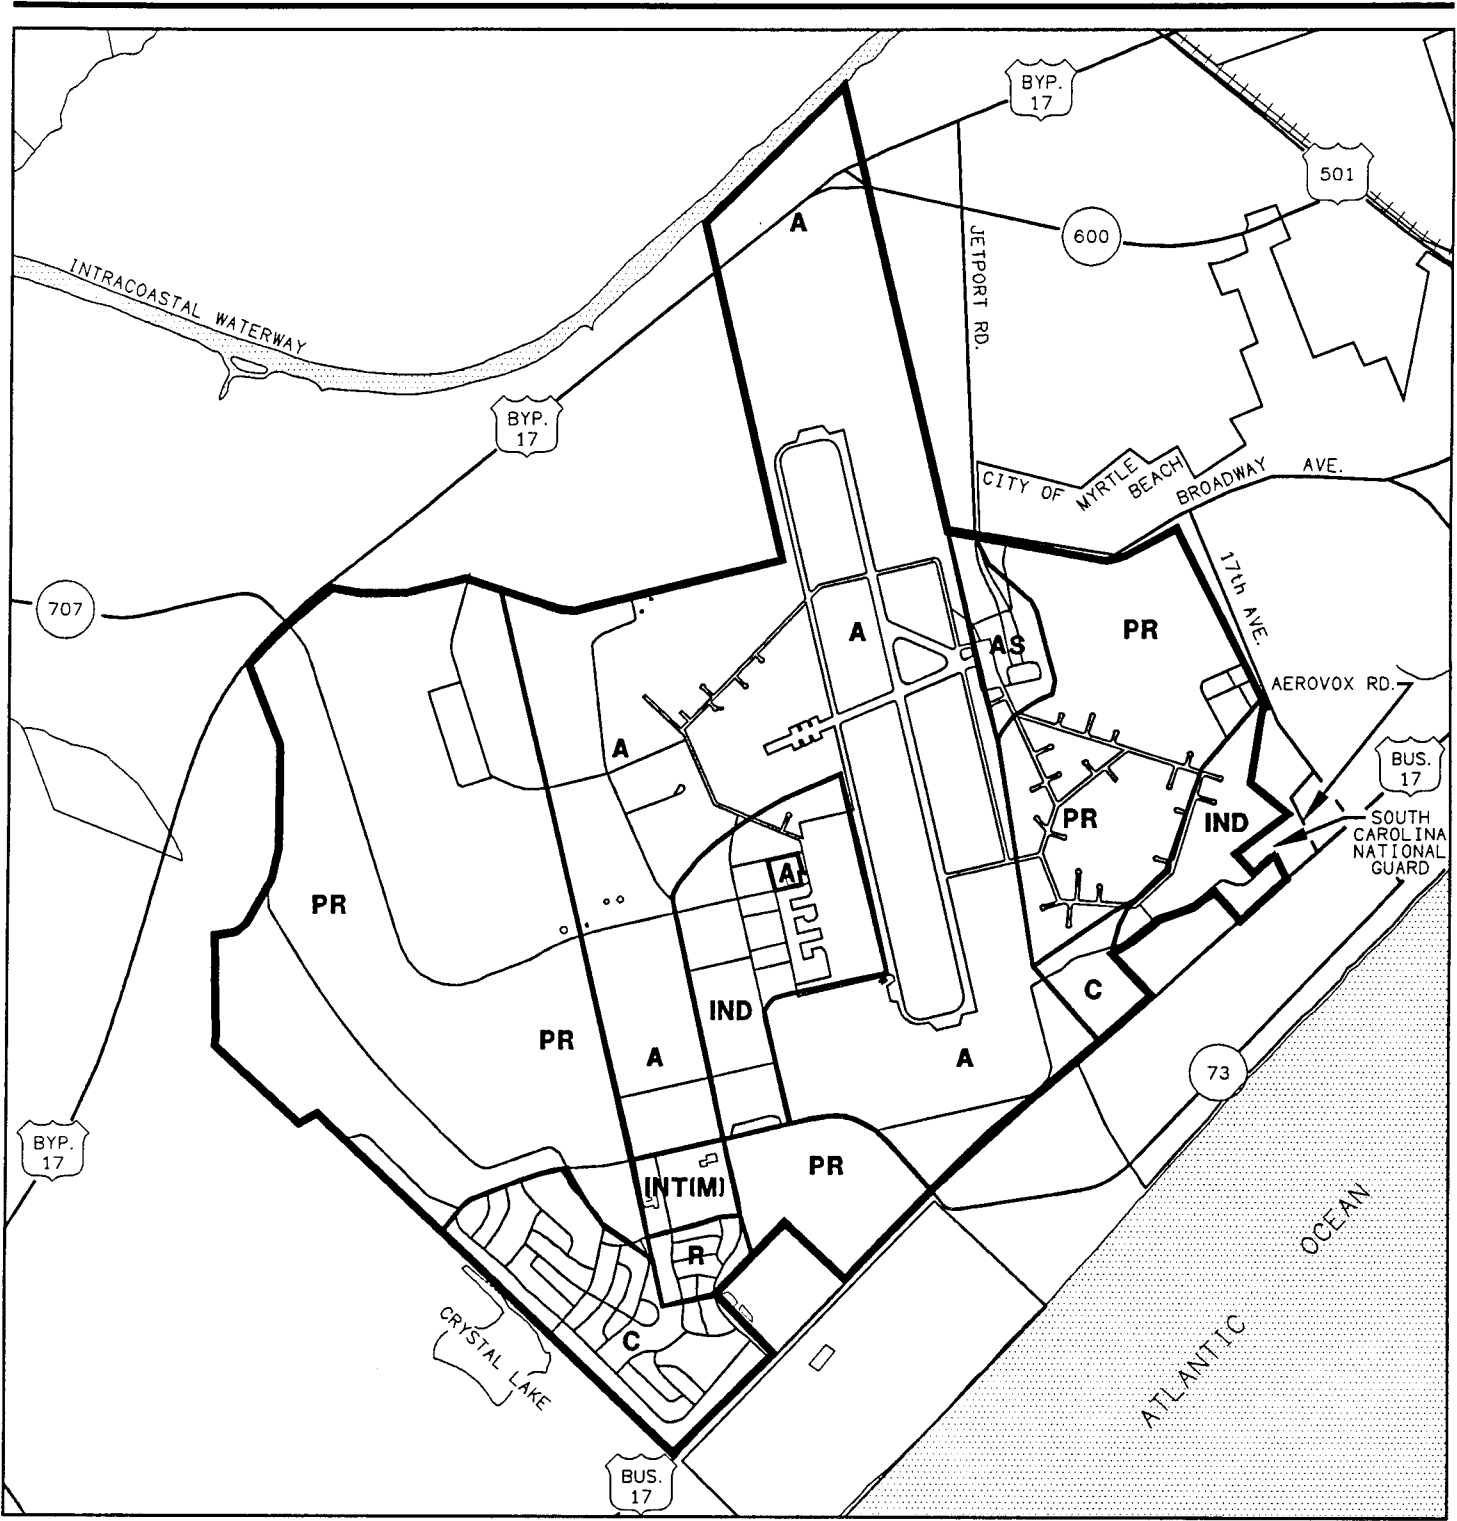 BYP.
17
501
A
600
JETPORT RD.
INTRACOASTAL WATERWAY
BYP.
17
CITY OF MYRTLE BEACH
BROADWAY AVE.
17th AVE.
707
A
AS
PR
AEROVOX RD.
A
BUS.
17
PR
IND
SOUTH
CAROLINA
NATIONAL
GUARD
A
PR
C
IND
PR
A
A
73
BYP.
17
PR
INT(M)
R
C
CRYSTAL LAKE
ATLANTIC OCEAN
BUS.
17